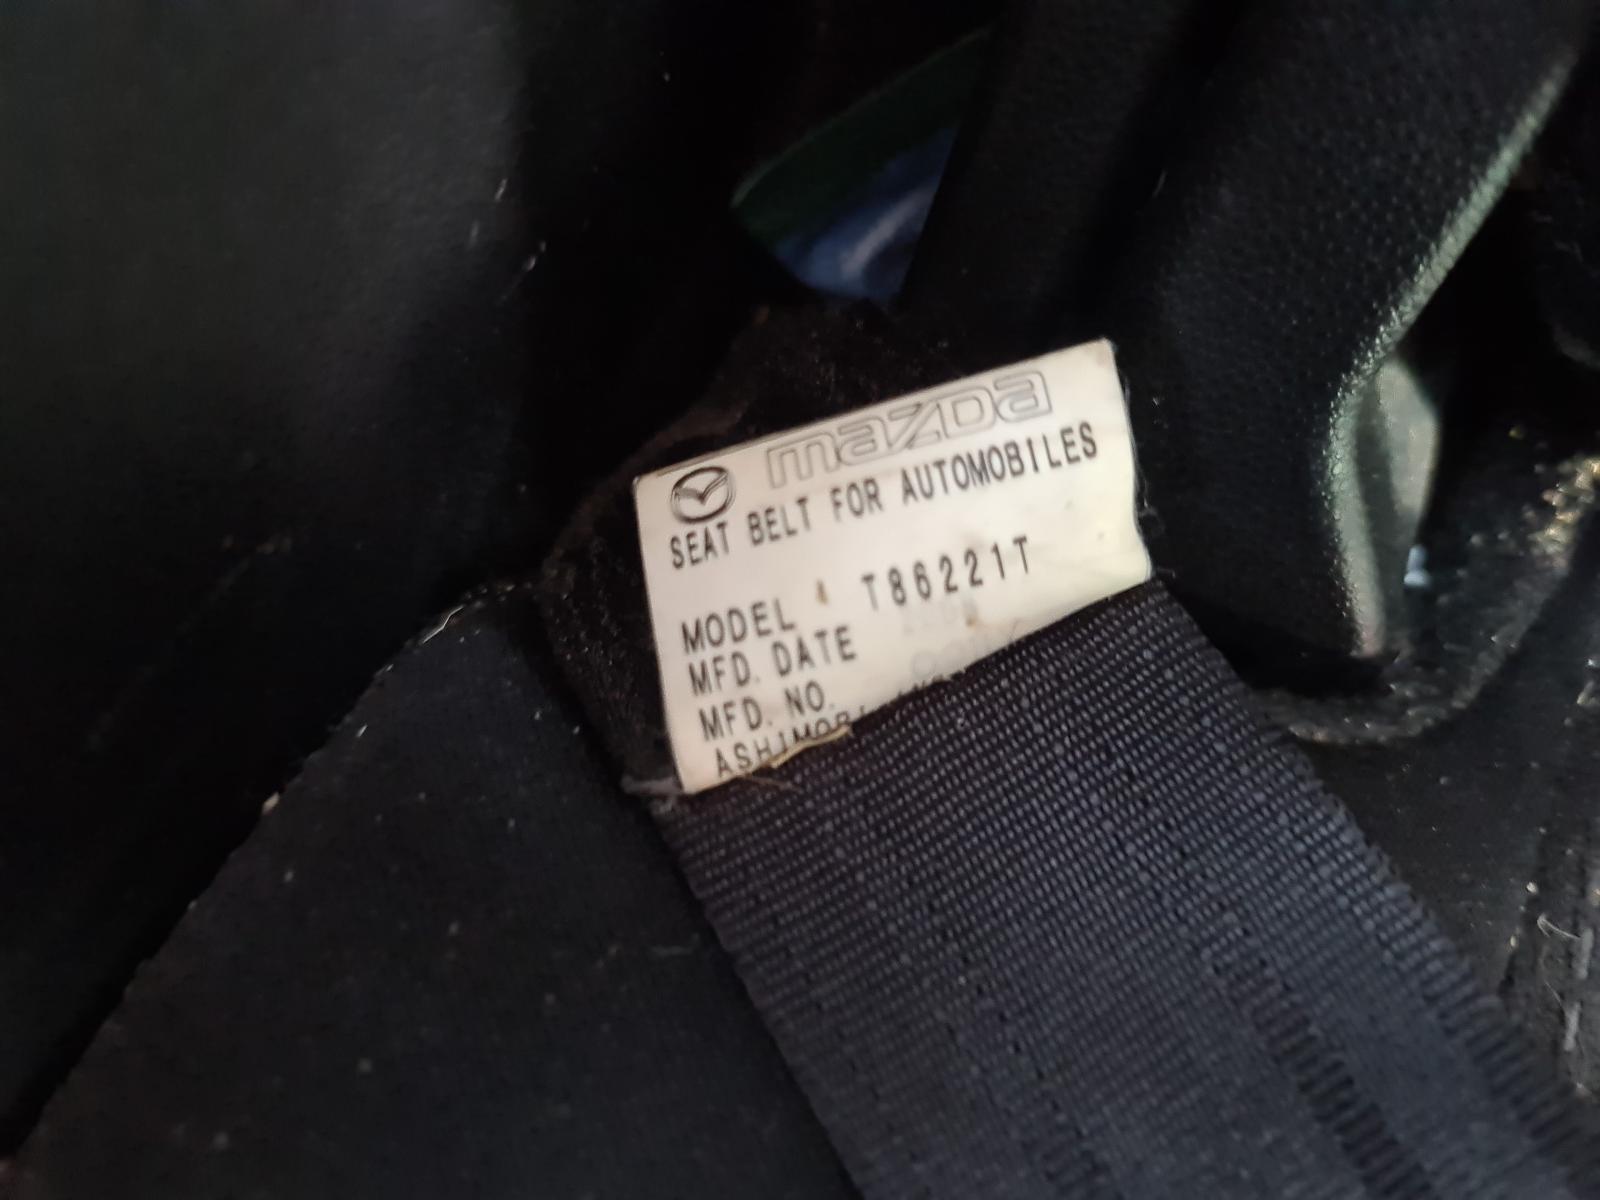 mazda
SEAT BELT FOR AUTOMOBILES
MODEL T86221T
MFD. DATE
MFD. NO.